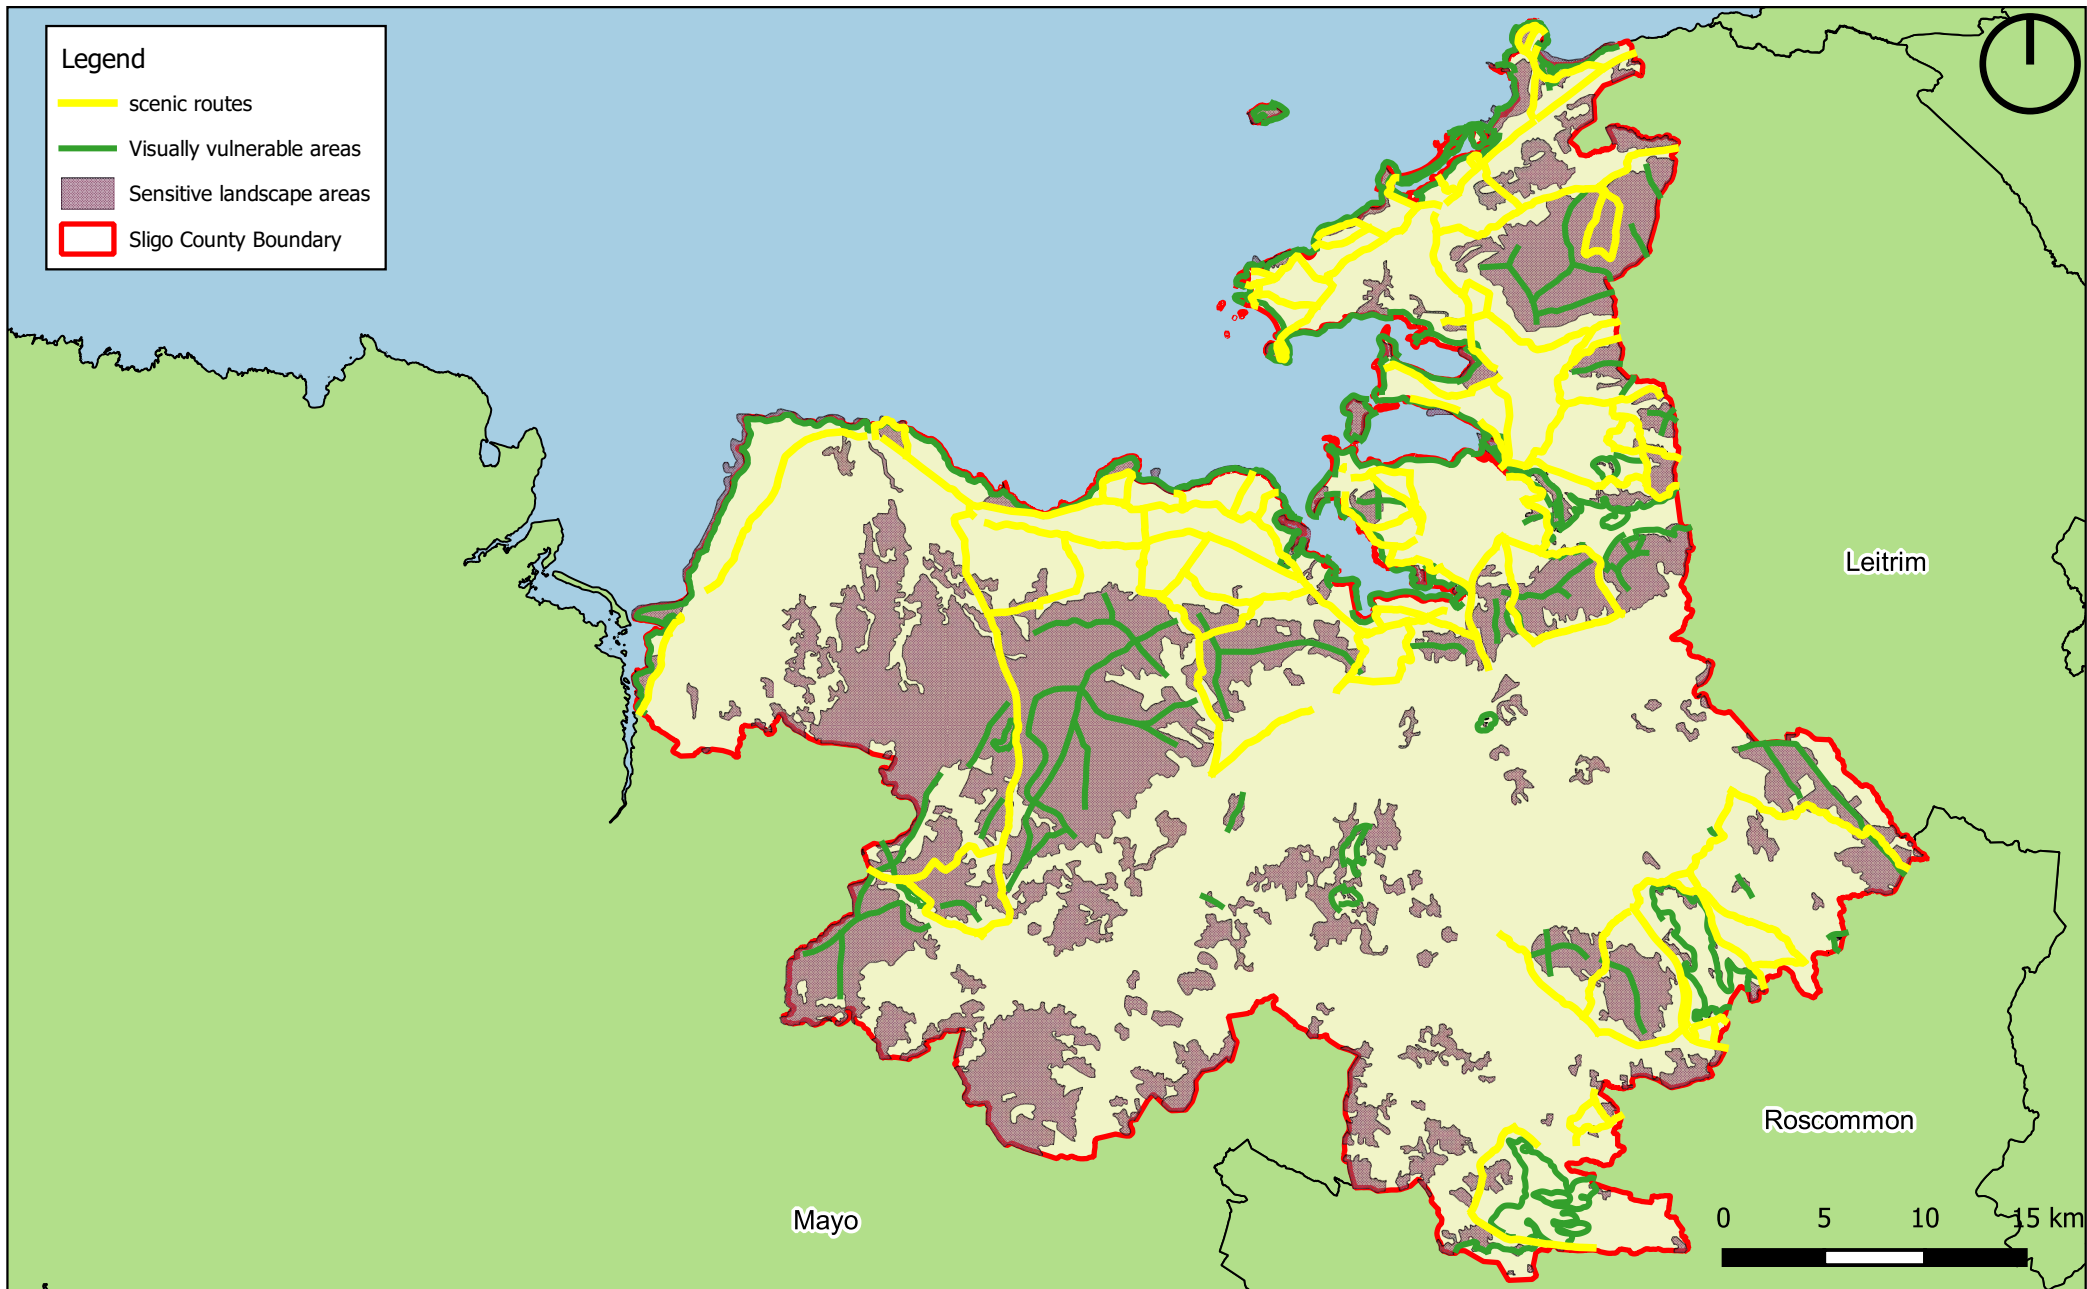 Legend
scenic routes
Visually vulnerable areas
Sensitive landscape areas
Sligo County Boundary
Leitrim
Roscommon
Mayo
0 5 10 15 km